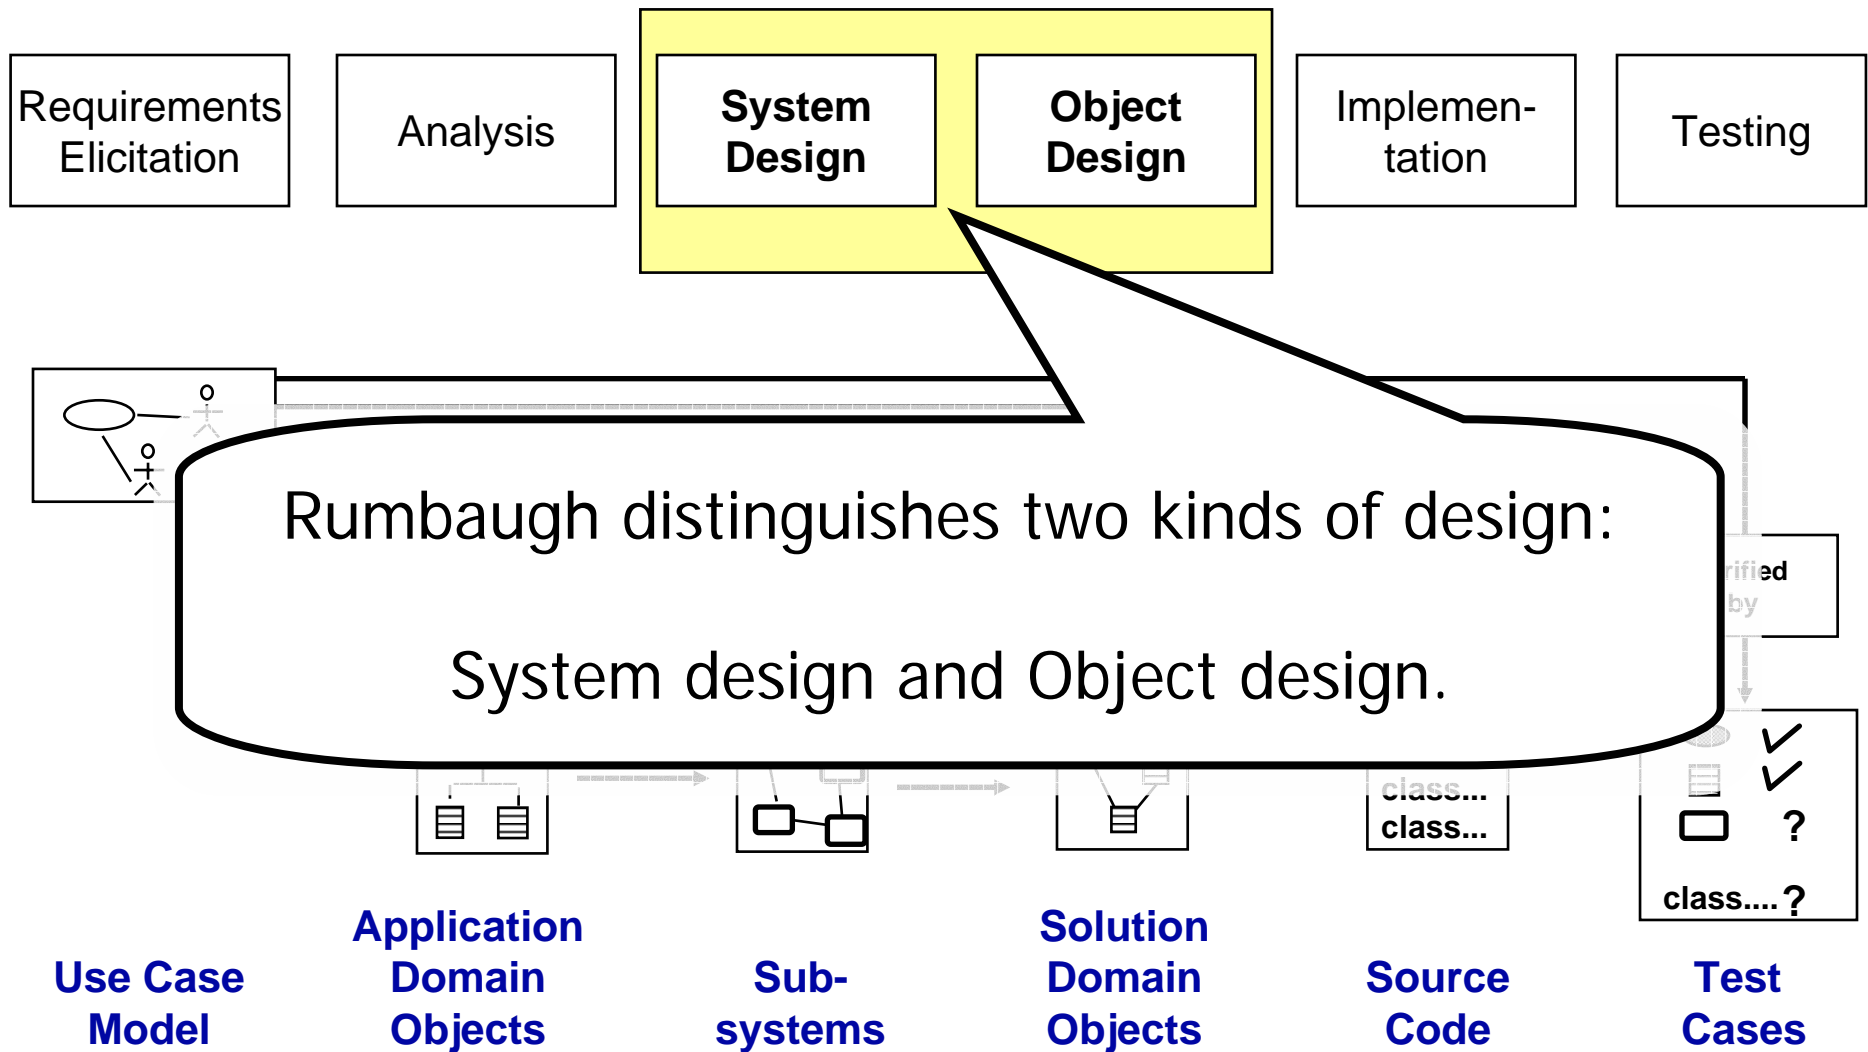 Requirements
Elicitation
Analysis
System
Design
Object
Design
Implemen-
tation
Testing
Rumbaugh distinguishes two kinds of design:
System design and Object design.
by
class...
class...
?
class....?
Use Case
Model
Application
Domain
Objects
Sub-
systems
Solution
Domain
Objects
Source
Code
Test
Cases